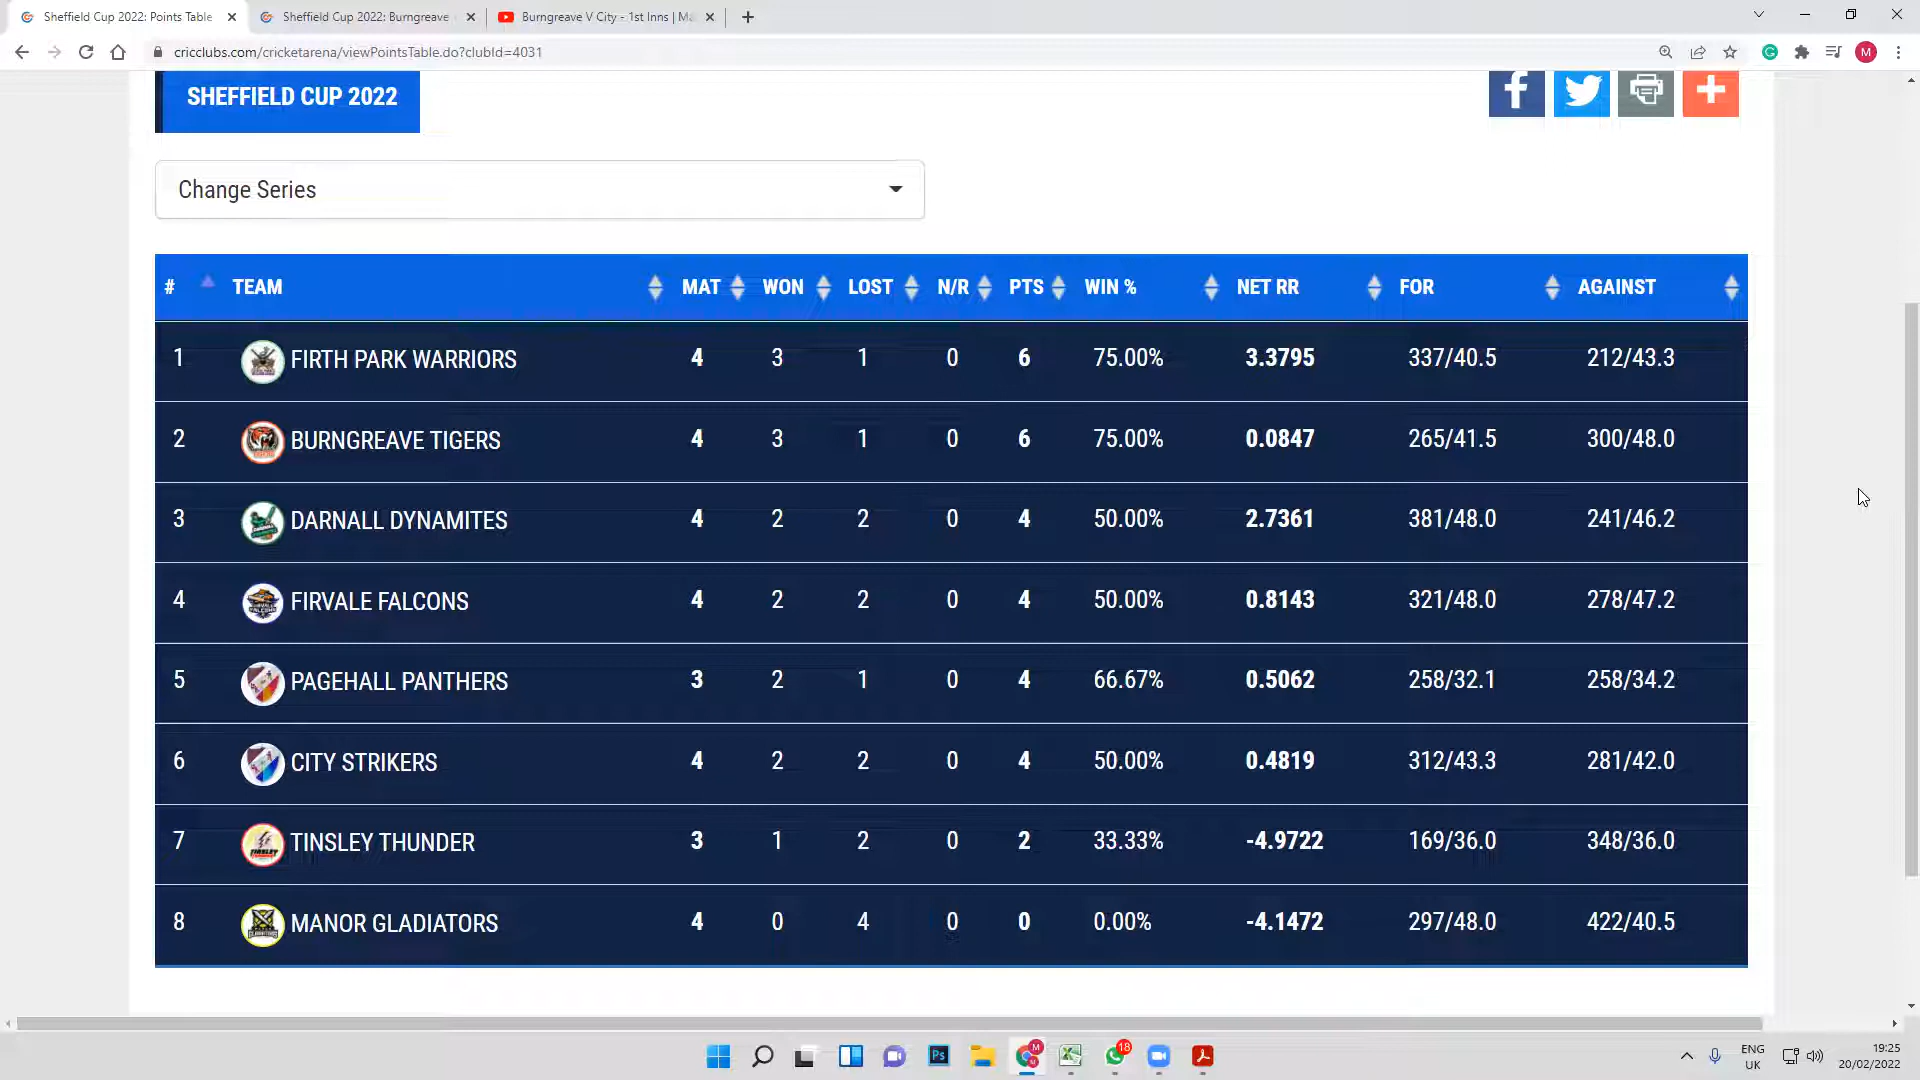 Sheffield Cup 2022: Points Table
Sheffield Cup 2022: Burngreave
Burngreave V City - 1st Inns | Ma
cricclubs.com/cricketarena/viewPointsTable.do?clubId=4031
M
SHEFFIELD CUP 2022
Change Series
# TEAM MAT WON LOST N/R PTS WIN % NET RR FOR AGAINST
1 FIRTH PARK WARRIORS 4 3 1 0 6 75.00% 3.3795 337/40.5 212/43.3
2 BURNGREAVE TIGERS 4 3 1 0 6 75.00% 0.0847 265/41.5 300/48.0
3 DARNALL DYNAMITES 4 2 2 0 4 50.00% 2.7361 381/48.0 241/46.2
4 FIRVALE FALCONS 4 2 2 0 4 50.00% 0.8143 321/48.0 278/47.2
5 PAGEHALL PANTHERS 3 2 1 0 4 66.67% 0.5062 258/32.1 258/34.2
6 CITY STRIKERS 4 2 2 0 4 50.00% 0.4819 312/43.3 281/42.0
7 TINSLEY THUNDER 3 1 2 0 2 33.33% -4.9722 169/36.0 348/36.0
8 MANOR GLADIATORS 4 0 4 0 0 0.00% -4.1472 297/48.0 422/40.5
Ps
M
18
ENG
UK
19:25
20/02/2022